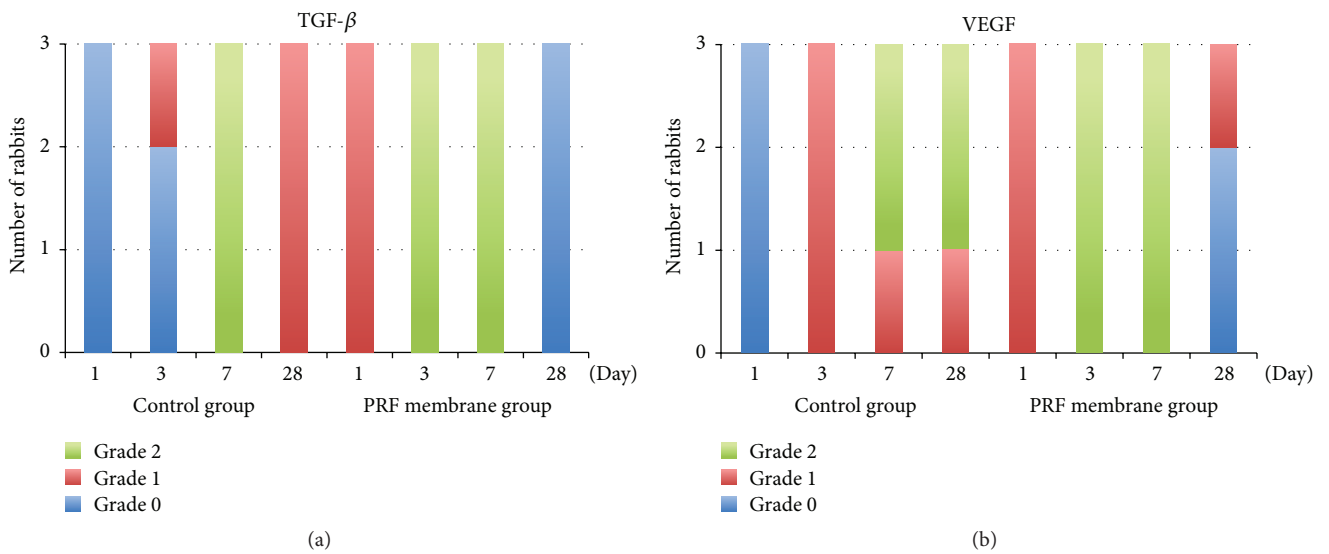 TGF-β
Number of rabbits
3
2
1
0
1 3 7 28 1 3 7 28 (Day)
Control group PRF membrane group
Grade 2
Grade 1
Grade 0
(a)
VEGF
Number of rabbits
3
2
1
0
1 3 7 28 1 3 7 28 (Day)
Control group PRF membrane group
Grade 2
Grade 1
Grade 0
(b)